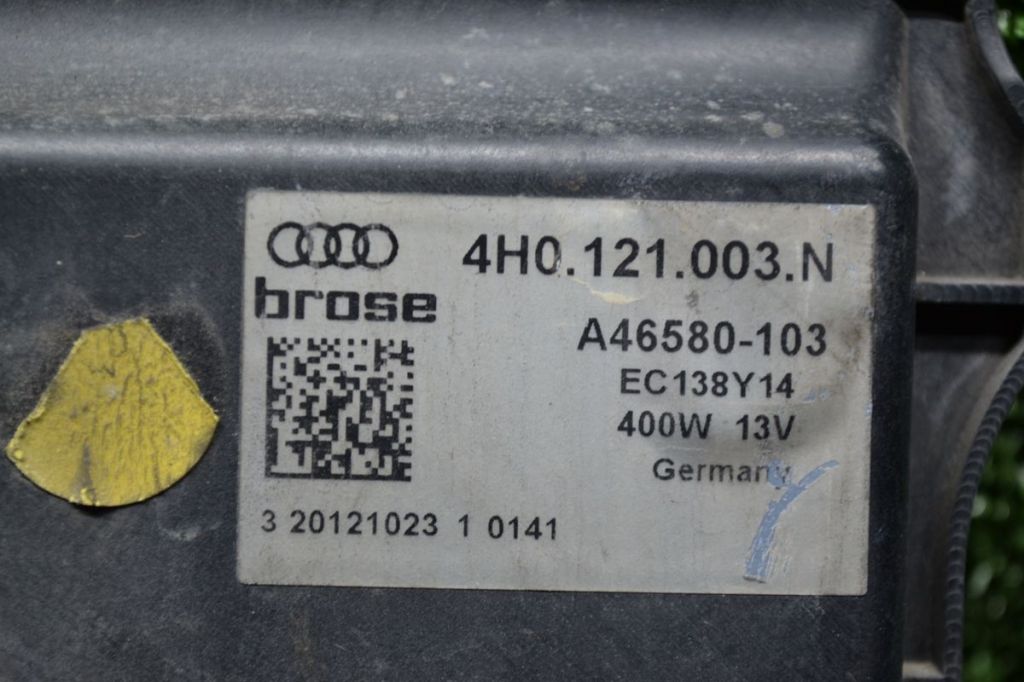 4H0.121.003.N
brose
A46580-103
EC138Y14
400W 13V
Germany
3 20121023 1 0141